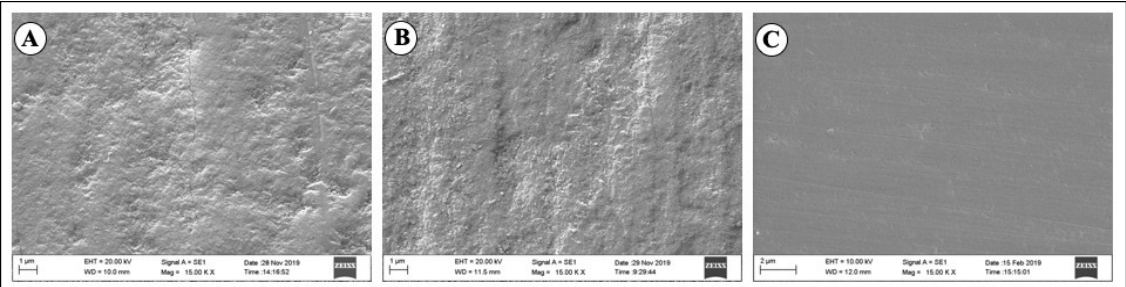 A
B
C
1 µm
EHT = 20.00 kV
Signal A = SE1
Date :28 Nov 2019
WD = 10.0 mm
Mag = 15.00 K X
Time :14:16:52
ZEISS
1 µm
EHT = 20.00 kV
Signal A = SE1
Date :29 Nov 2019
WD = 11.5 mm
Mag = 15.00 K X
Time :9:29:44
ZEISS
2 µm
EHT = 10.00 kV
Signal A = SE1
Date :15 Feb 2019
WD = 12.0 mm
Mag = 15.00 K X
Time :15:15:01
ZEISS